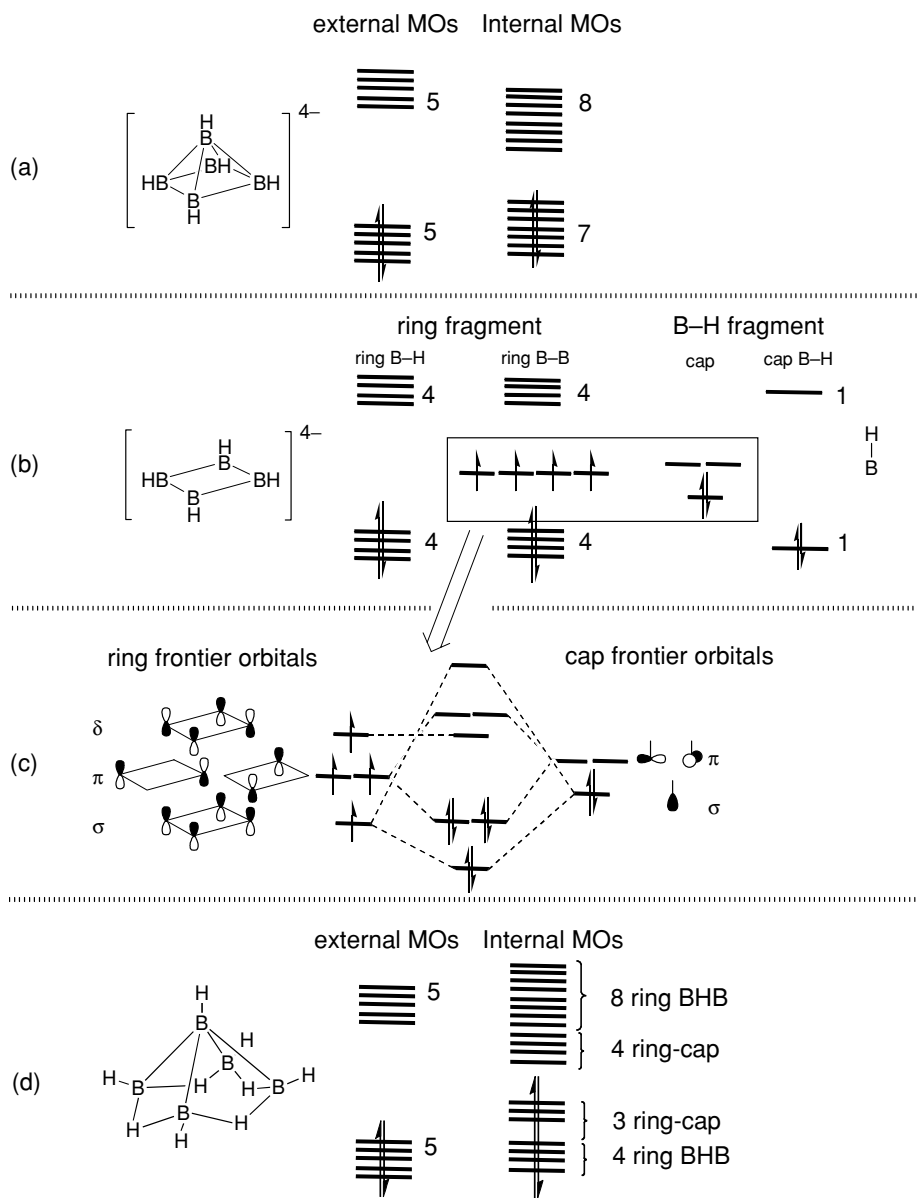 external MOs Internal MOs
(a)
4–
H
B
BH
HB
B
BH
H
5
8
5
7
ring fragment
B–H fragment
ring B–H
ring B–B
cap
cap B–H
4
4
1
(b)
4–
H
B
HB
BH
B
H
H
B
4
4
1
ring frontier orbitals
cap frontier orbitals
(c)
δ
π
σ
π
σ
external MOs
Internal MOs
(d)
H
B
H
H
B
H
B
H
H
B
H
B
H
H
H
5
8 ring BHB
4 ring-cap
3 ring-cap
5
4 ring BHB